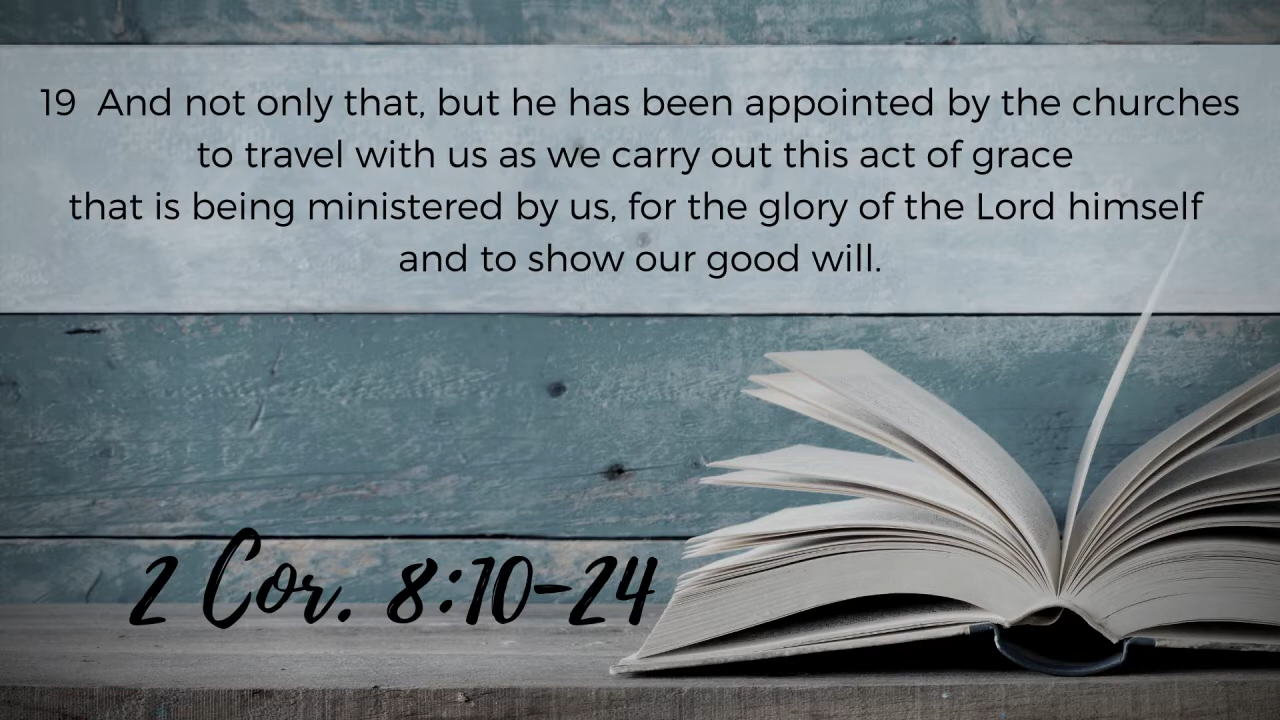 19  And not only that, but he has been appointed by the churches
to travel with us as we carry out this act of grace
that is being ministered by us, for the glory of the Lord himself
and to show our good will.
2 Cor. 8:10-24